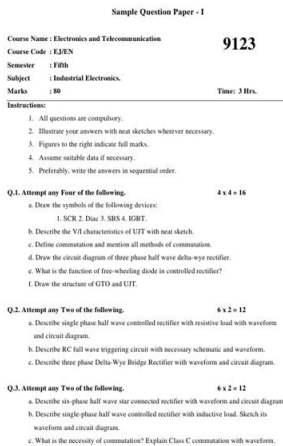 Sample Question Paper - I
Course Name : Electronics and Telecommunication
9123
Course Code : EJ/EN
Semester : Fifth
Subject : Industrial Electronics.
Marks : 80 Time: 3 Hrs.
Instructions:
1. All questions are compulsory.
2. Illustrate your answers with neat sketches wherever necessary.
3. Figures to the right indicate full marks.
4. Assume suitable data if necessary.
5. Preferably, write the answers in sequential order.
Q.1. Attempt any Four of the following. 4 x 4 = 16
a. Draw the symbols of the following devices:
1. SCR 2. Diac 3. SBS 4. IGBT.
b. Describe the V/I characteristics of UJT with neat sketch.
c. Define commutation and mention all methods of commutation.
d. Draw the circuit diagram of three phase half wave delta-wye rectifier.
e. What is the function of free-wheeling diode in controlled rectifier?
f. Draw the structure of GTO and UJT.
Q.2. Attempt any Two of the following. 6 x 2 = 12
a. Describe single phase half wave controlled rectifier with resistive load with waveform
and circuit diagram.
b. Describe RC full wave triggering circuit with necessary schematic and waveform.
c. Describe three phase Delta-Wye Bridge Rectifier with waveform and circuit diagram.
Q.3. Attempt any Two of the following. 6 x 2 = 12
a. Describe six-phase half wave star connected rectifier with waveform and circuit diagram
b. Describe single-phase half wave controlled rectifier with inductive load. Sketch its
waveform and circuit diagram.
c. What is the necessity of commutation? Explain Class C commutation with waveform.